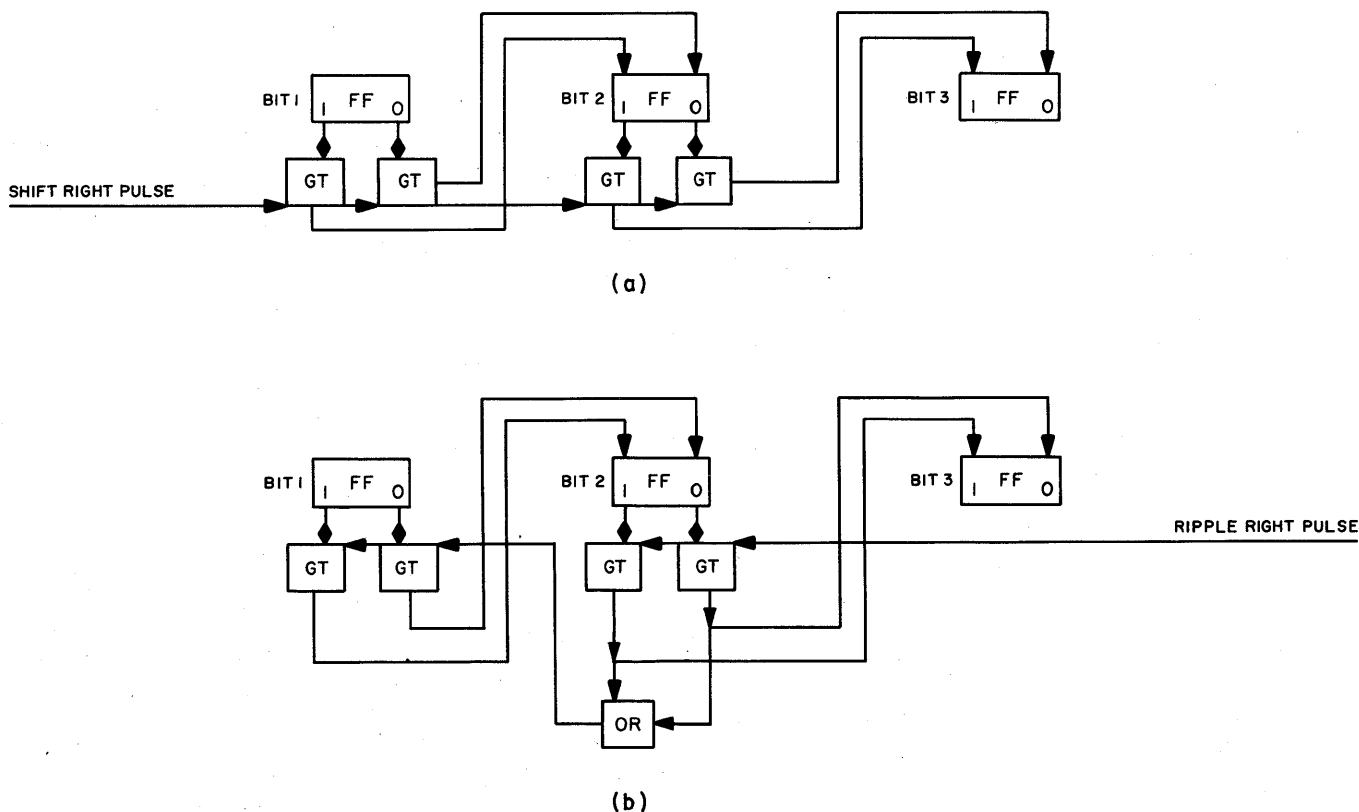 BIT 1
1 FF 0
BIT 2
1 FF 0
BIT 3
1 FF 0
GT
GT
GT
GT
SHIFT RIGHT PULSE
(a)
BIT 1
1 FF 0
BIT 2
1 FF 0
BIT 3
1 FF 0
RIPPLE RIGHT PULSE
GT
GT
GT
GT
OR
(b)